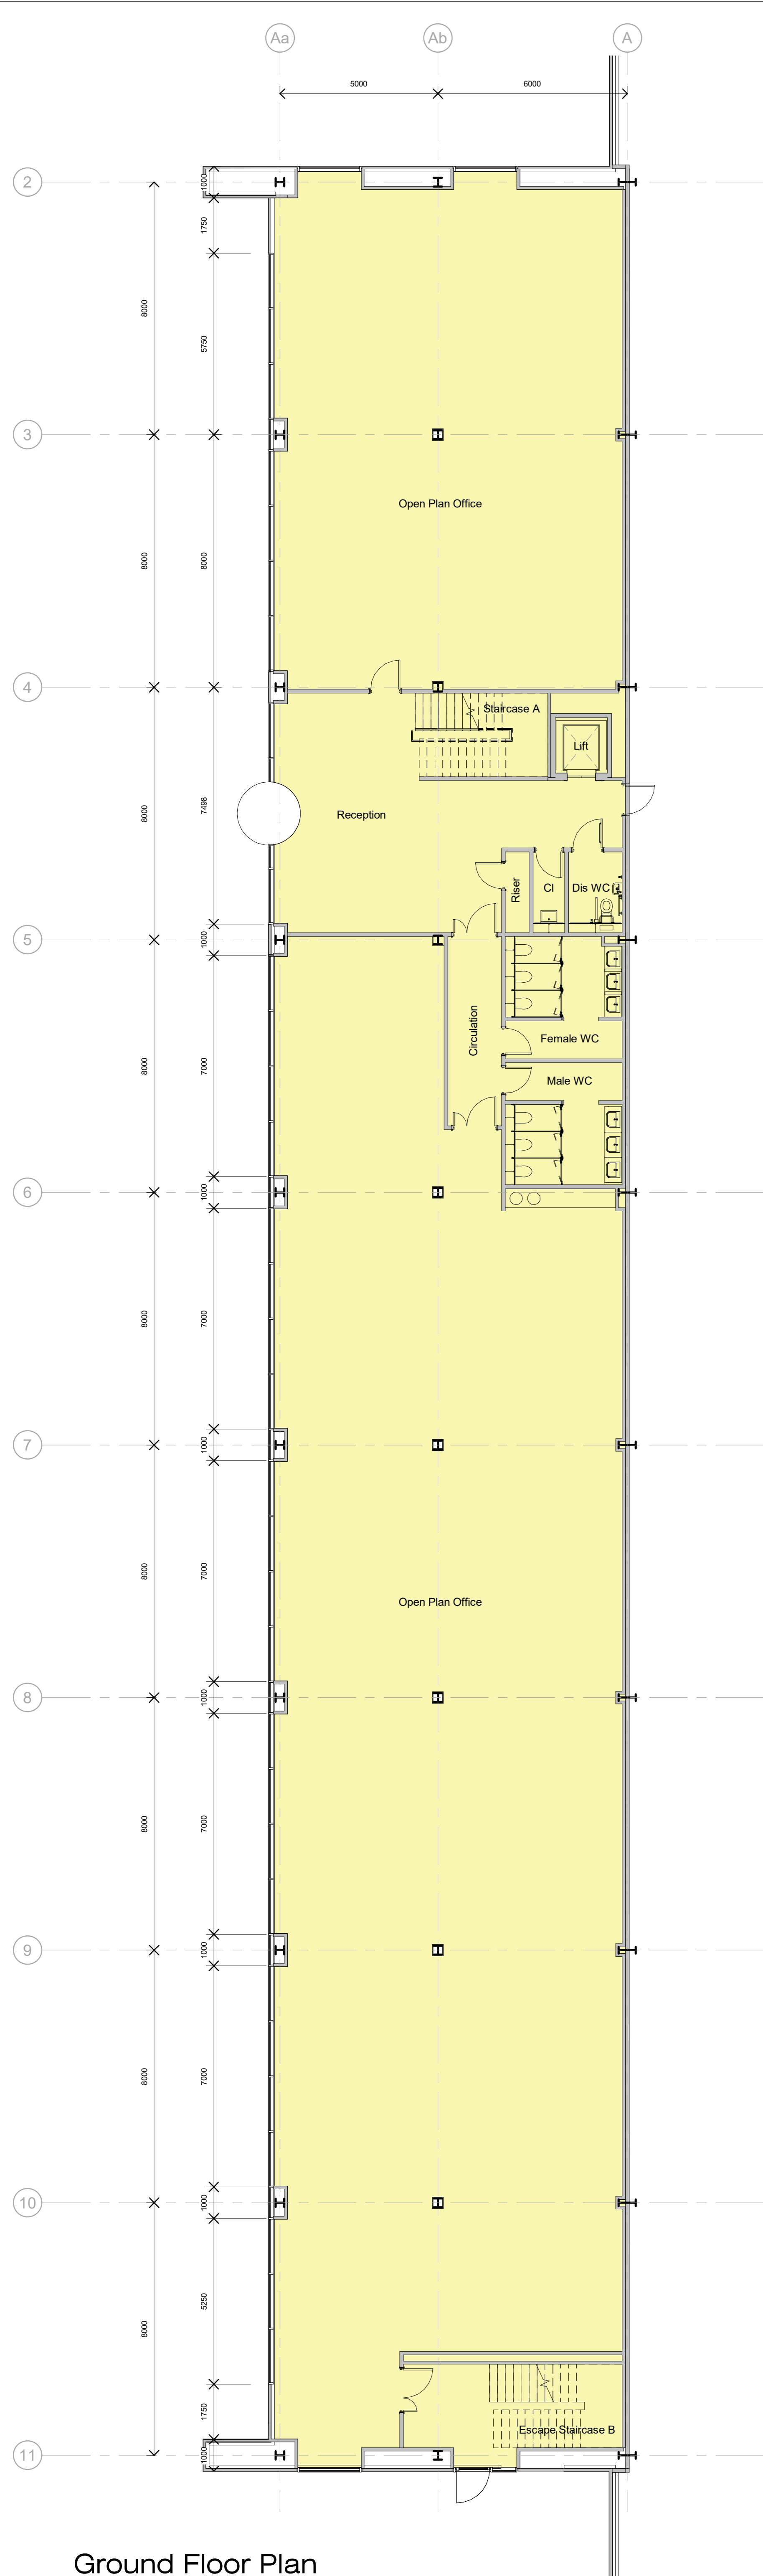 Aa Ab A
5000 6000
2
1000
1750
8000
5750
3
Open Plan Office
8000 8000
4
Staircase A
Lift
8000 7498
Reception
Riser
Cl
Dis WC
5
1000
Circulation
Female WC
8000 7000
Male WC
6
1000
8000 7000
7
1000
8000 7000
Open Plan Office
8
1000
8000 7000
9
1000
8000 7000
10
1000
8000
5250
1750
Escape Staircase B
11
1000
Ground Floor Plan